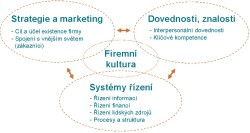 Strategie a marketing
- Cíl a účel existence firmy
- Spojení s vnějším světem
(zákazníci)
Dovednosti, znalosti
- Interpersonální dovednosti
- Klíčové kompetence
Firemní
kultura
Systémy řízení
- Řízení informací
- Řízení financí
- Řízení lidských zdrojů
- Procesy a struktura